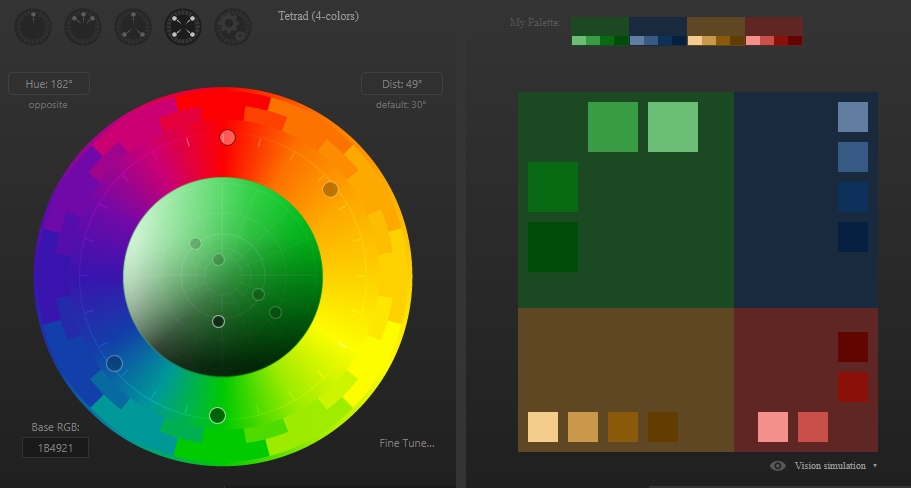 Tetrad (4-colors)
My Palette:
Hue: 182°
opposite
Dist: 49°
default: 30°
Base RGB:
1B4921
Fine Tune...
Vision simulation